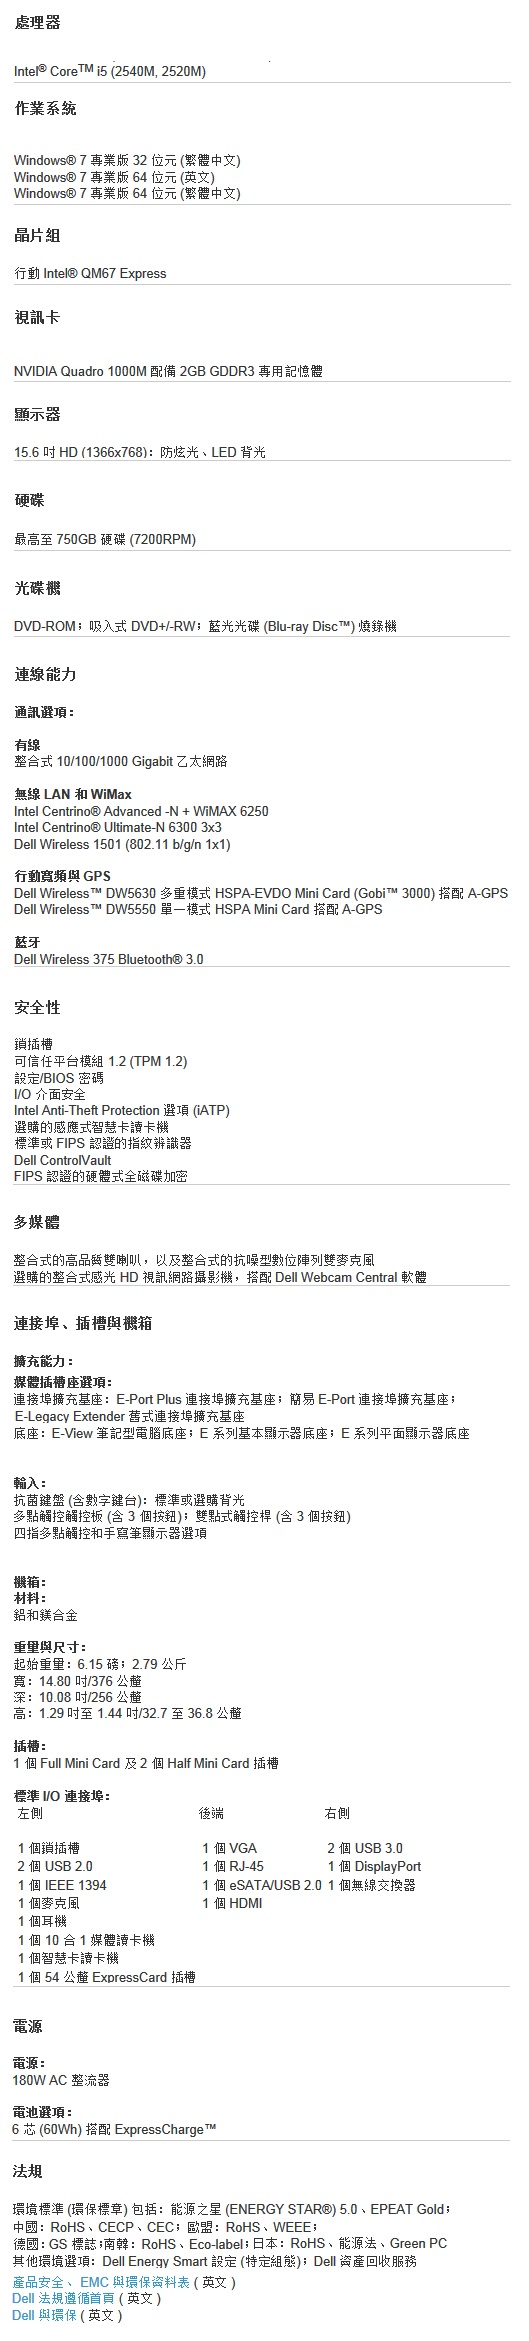 處理器
Intel® Core™ i5 (2540M, 2520M)
作業系統
Windows® 7 專業版 32 位元 (繁體中文)
Windows® 7 專業版 64 位元 (英文)
Windows® 7 專業版 64 位元 (繁體中文)
晶片組
行動 Intel® QM67 Express
視訊卡
NVIDIA Quadro 1000M 配備 2GB GDDR3 專用記憶體
顯示器
15.6 吋 HD (1366x768)：防炫光、LED 背光
硬碟
最高至 750GB 硬碟 (7200RPM)
光碟機
DVD-ROM；吸入式 DVD+/-RW；藍光光碟 (Blu-ray Disc™) 燒錄機
連線能力
通訊選項：
有線
整合式 10/100/1000 Gigabit 乙太網路
無線 LAN 和 WiMax
Intel Centrino® Advanced -N + WiMAX 6250
Intel Centrino® Ultimate-N 6300 3x3
Dell Wireless 1501 (802.11 b/g/n 1x1)
行動寬頻與 GPS
Dell Wireless™ DW5630 多重模式 HSPA-EVDO Mini Card (Gobi™ 3000) 搭配 A-GPS
Dell Wireless™ DW5550 單一模式 HSPA Mini Card 搭配 A-GPS
藍牙
Dell Wireless 375 Bluetooth® 3.0
安全性
鎖插槽
可信任平台模組 1.2 (TPM 1.2)
設定/BIOS 密碼
I/O 介面安全
Intel Anti-Theft Protection 選項 (iATP)
選購的感應式智慧卡讀卡機
標準或 FIPS 認證的指紋辨識器
Dell ControlVault
FIPS 認證的硬體式全磁碟加密
多媒體
整合式的高品質雙喇叭，以及整合式的抗噪型數位陣列雙麥克風
選購的整合式感光 HD 視訊網路攝影機，搭配 Dell Webcam Central 軟體
連接埠、插槽與機箱
擴充能力：
媒體插槽座選項：
連接埠擴充基座：E-Port Plus 連接埠擴充基座；簡易 E-Port 連接埠擴充基座；
E-Legacy Extender 舊式連接埠擴充基座
底座：E-View 筆記型電腦底座；E 系列基本顯示器底座；E 系列平面顯示器底座
輸入：
抗菌鍵盤 (含數字鍵台)：標準或選購背光
多點觸控觸控板 (含 3 個按鈕)；雙點式觸控桿 (含 3 個按鈕)
四指多點觸控和手寫筆顯示器選項
機箱：
材料：
鋁和鎂合金
重量與尺寸：
起始重量：6.15 磅；2.79 公斤
寬：14.80 吋/376 公釐
深：10.08 吋/256 公釐
高：1.29 吋至 1.44 吋/32.7 至 36.8 公釐
插槽：
1 個 Full Mini Card 及 2 個 Half Mini Card 插槽
標準 I/O 連接埠：
左側 後端 右側
1 個鎖插槽 1 個 VGA 2 個 USB 3.0
2 個 USB 2.0 1 個 RJ-45 1 個 DisplayPort
1 個 IEEE 1394 1 個 eSATA/USB 2.0 1 個無線交換器
1 個麥克風 1 個 HDMI
1 個耳機
1 個 10 合 1 媒體讀卡機
1 個智慧卡讀卡機
1 個 54 公釐 ExpressCard 插槽
電源
電源：
180W AC 整流器
電池選項：
6 芯 (60Wh) 搭配 ExpressCharge™
法規
環境標準 (環保標章) 包括：能源之星 (ENERGY STAR®) 5.0、EPEAT Gold；
中國：RoHS、CECP、CEC；歐盟：RoHS、WEEE；
德國：GS 標誌；南韓：RoHS、Eco-label；日本：RoHS、能源法、Green PC
其他環境選項：Dell Energy Smart 設定 (特定組態)；Dell 資產回收服務
產品安全、 EMC 與環保資料表 ( 英文 )
Dell 法規遵循首頁 ( 英文 )
Dell 與環保 ( 英文 )